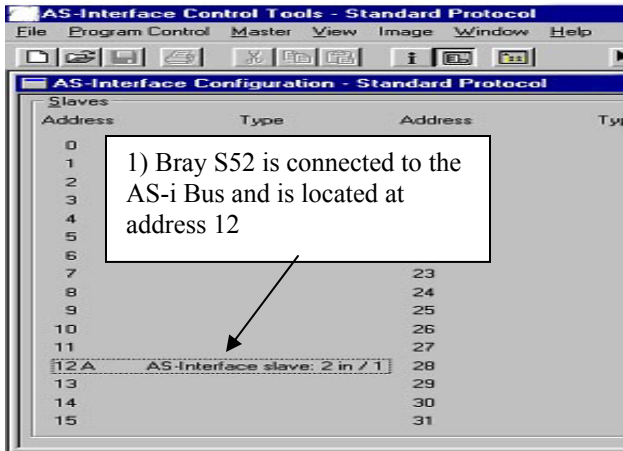 AS-Interface Control Tools - Standard Protocol
File Program Control Master View Image Window Help
AS-Interface Configuration - Standard Protocol
Slaves
Address Type Address
0
1
2
3
4
5
6
7
8
9
10
11
12 A AS-Interface slave: 2 in / 1
13
14
15
23
24
25
26
27
28
29
30
31
1) Bray S52 is connected to the
AS-i Bus and is located at
address 12